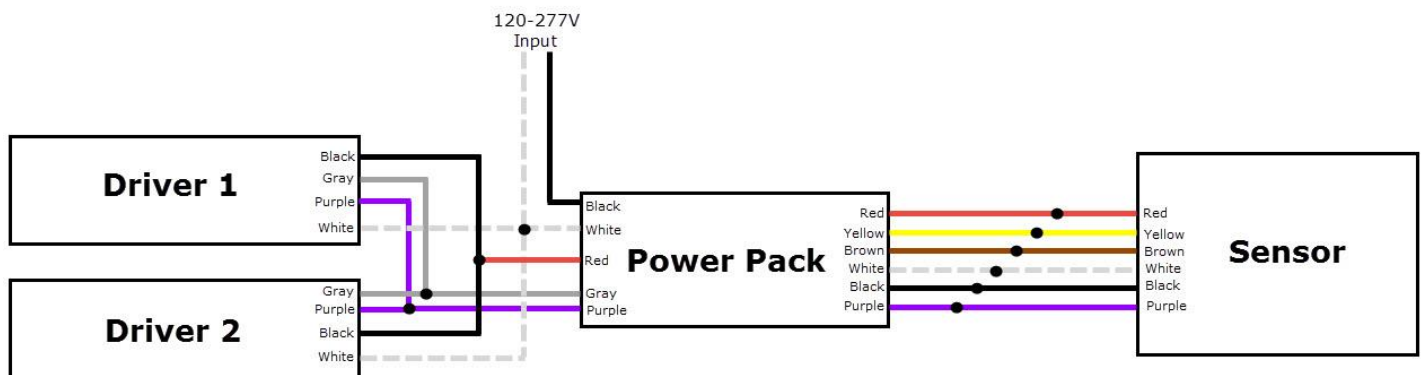 120-277V
Input
Driver 1
Black
Gray
Purple
White
Driver 2
Gray
Purple
Black
White
Power Pack
Black
White
Red
Gray
Purple
Red
Yellow
Brown
White
Black
Purple
Sensor
Red
Yellow
Brown
White
Black
Purple